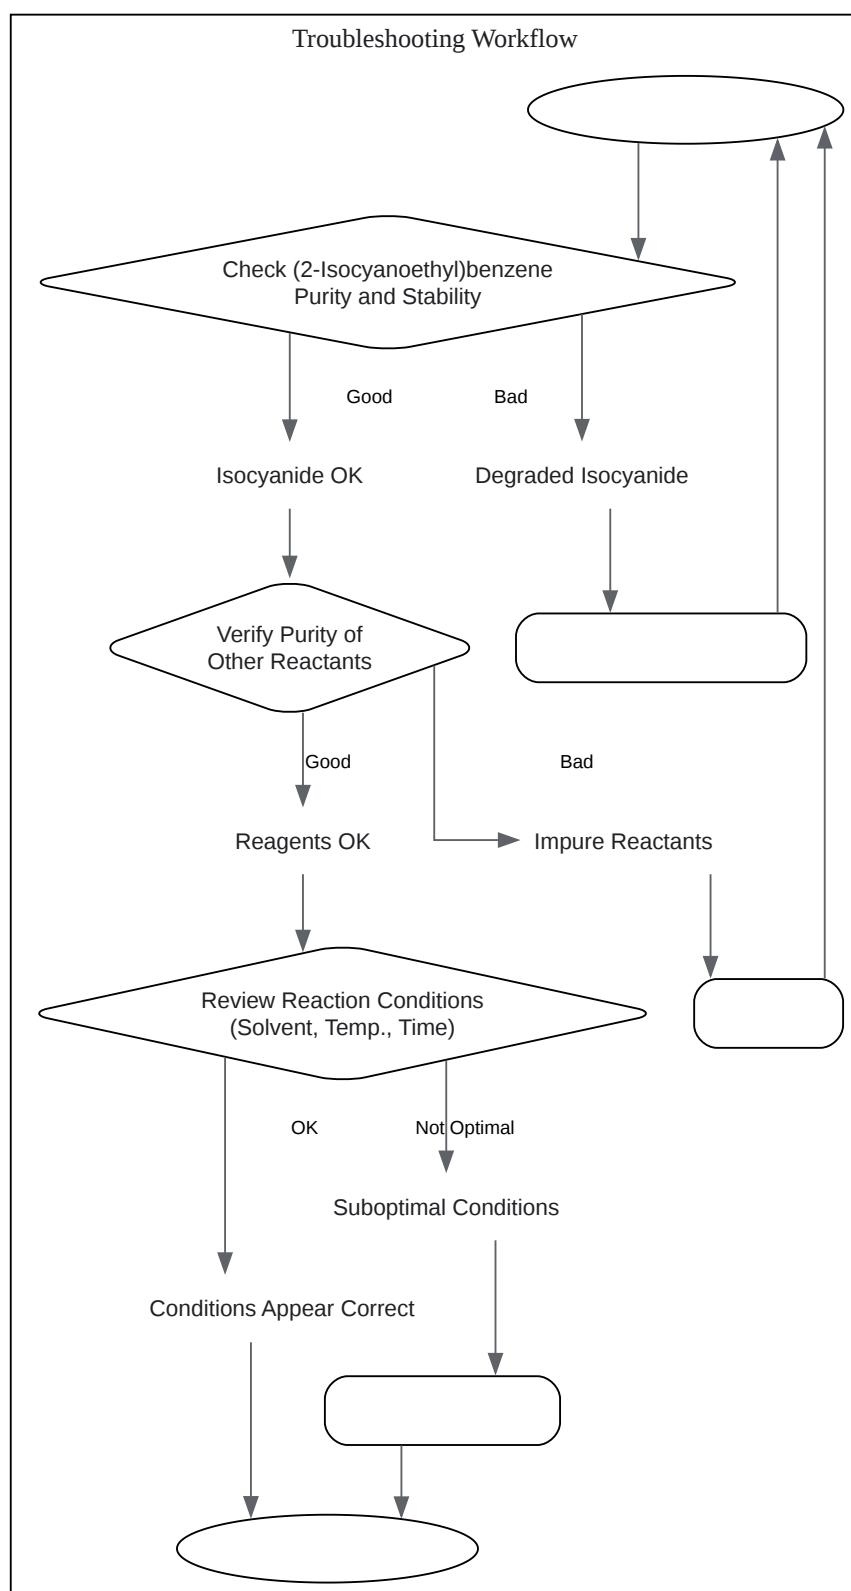 Troubleshooting Workflow
Check (2-Isocyanoethyl)benzene
Purity and Stability
Good
Bad
Isocyanide OK
Degraded Isocyanide
Verify Purity of
Other Reactants
Good
Bad
Reagents OK
Impure Reactants
Review Reaction Conditions
(Solvent, Temp., Time)
OK
Not Optimal
Suboptimal Conditions
Conditions Appear Correct